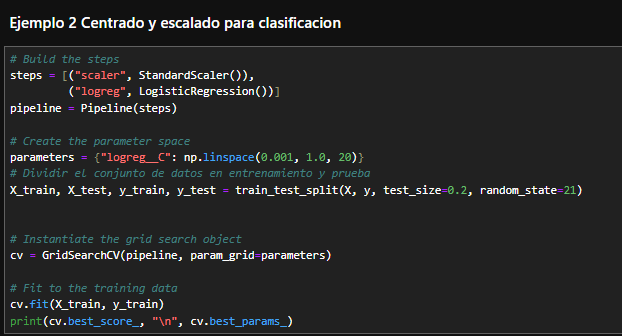 Ejemplo 2 Centrado y escalado para clasificacion
# Build the steps
steps = [("scaler", StandardScaler()),
         ("logreg", LogisticRegression())]
pipeline = Pipeline(steps)
# Create the parameter space
parameters = {"logreg__C": np.linspace(0.001, 1.0, 20)}
# Dividir el conjunto de datos en entrenamiento y prueba
X_train, X_test, y_train, y_test = train_test_split(X, y, test_size=0.2, random_state=21)
# Instantiate the grid search object
cv = GridSearchCV(pipeline, param_grid=parameters)
# Fit to the training data
cv.fit(X_train, y_train)
print(cv.best_score_, "\n", cv.best_params_)